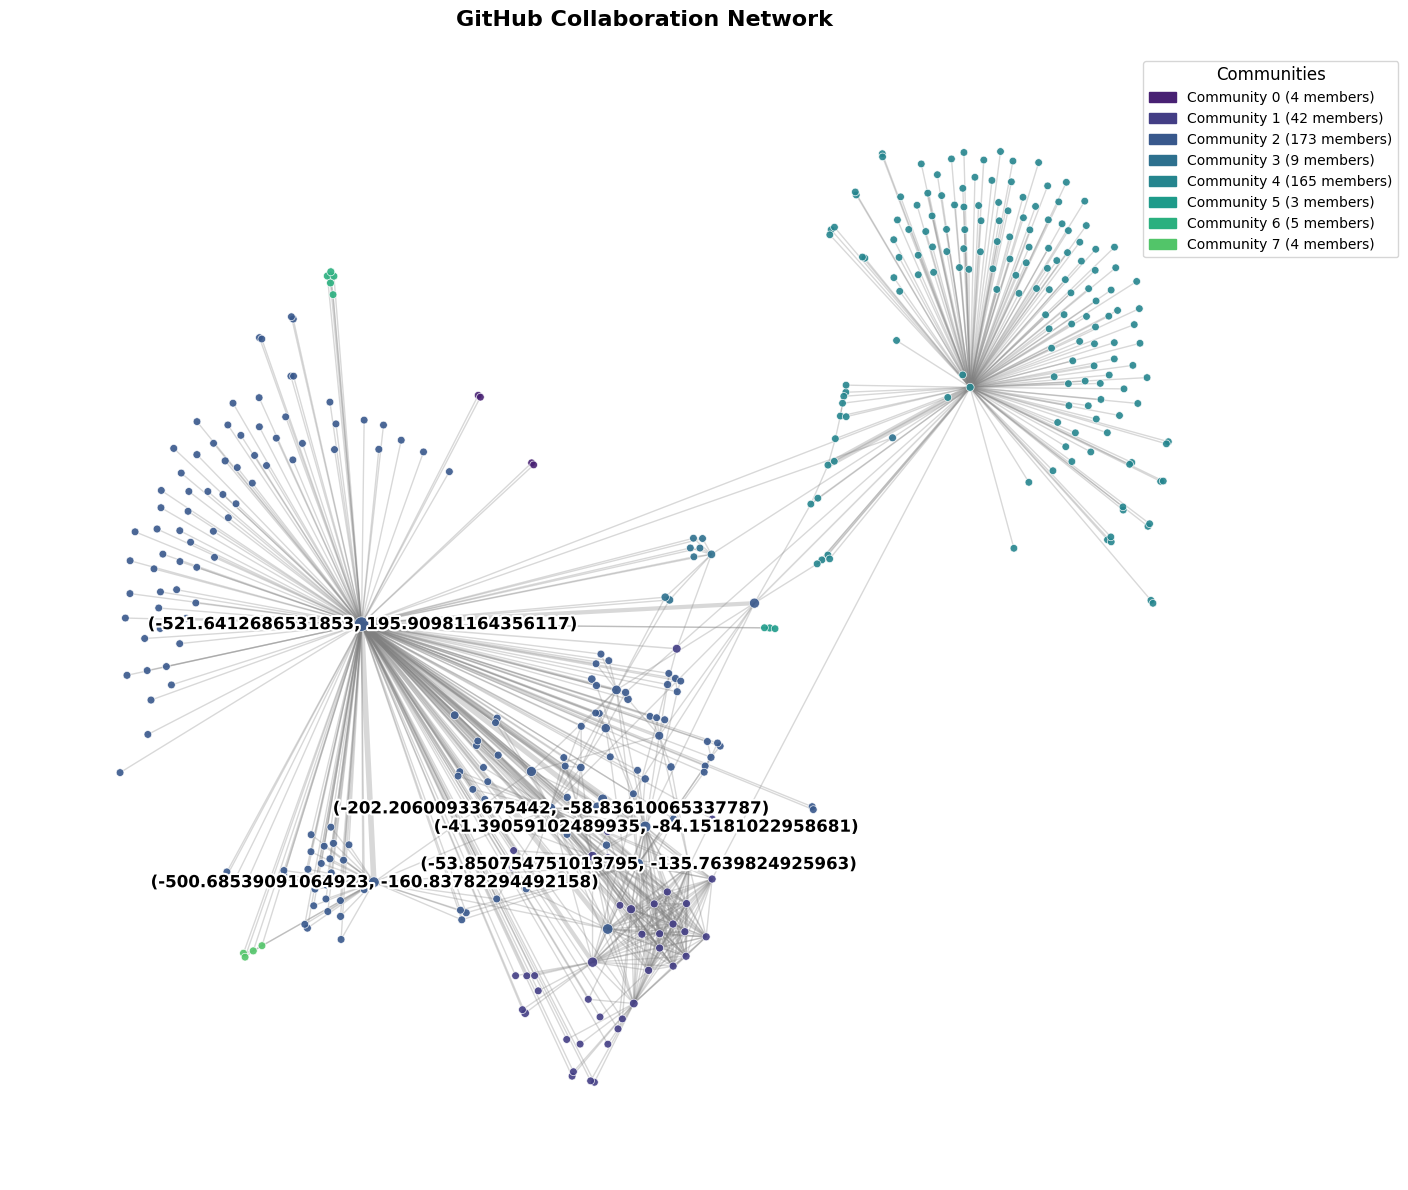 GitHub Collaboration Network
Communities
Community 0 (4 members)
Community 1 (42 members)
Community 2 (173 members)
Community 3 (9 members)
Community 4 (165 members)
Community 5 (3 members)
Community 6 (5 members)
Community 7 (4 members)
(-521.6412686531853, 195.90981164356117)
(-202.20600933675442, -58.83610065337787)
(-41.39059102489935, -84.15181022958681)
(-53.850754751013795, -135.7639824925963)
(-500.68539091064923, -160.83782294492158)